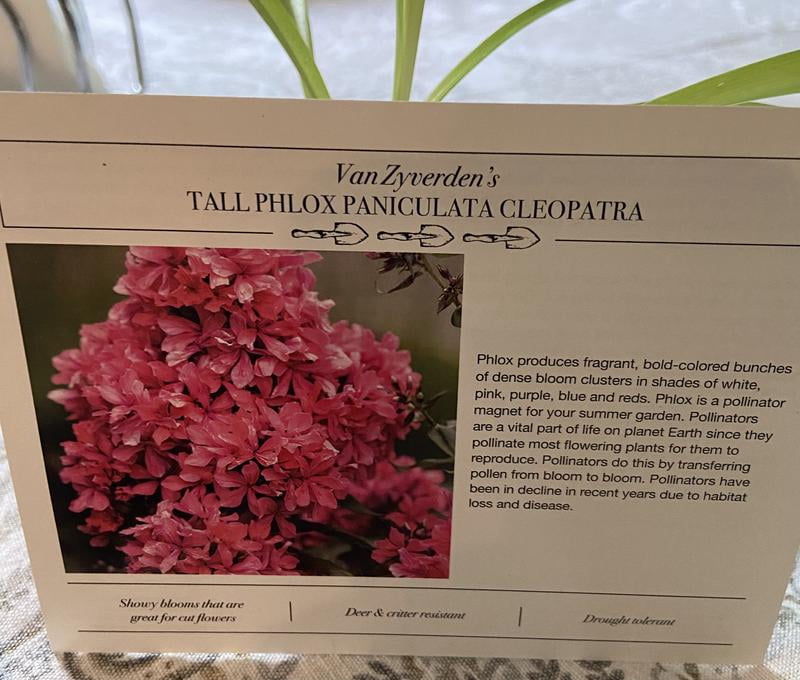 Van Zyverden's
TALL PHLOX PANICULATA CLEOPATRA
Phlox produces fragrant, bold-colored bunches
of dense bloom clusters in shades of white,
pink, purple, blue and reds. Phlox is a pollinator
magnet for your summer garden. Pollinators
are a vital part of life on planet Earth since they
pollinate most flowering plants for them to
reproduce. Pollinators do this by transferring
pollen from bloom to bloom. Pollinators have
been in decline in recent years due to habitat
loss and disease.
Showy blooms that are
great for cut flowers
Deer & critter resistant
Drought tolerant